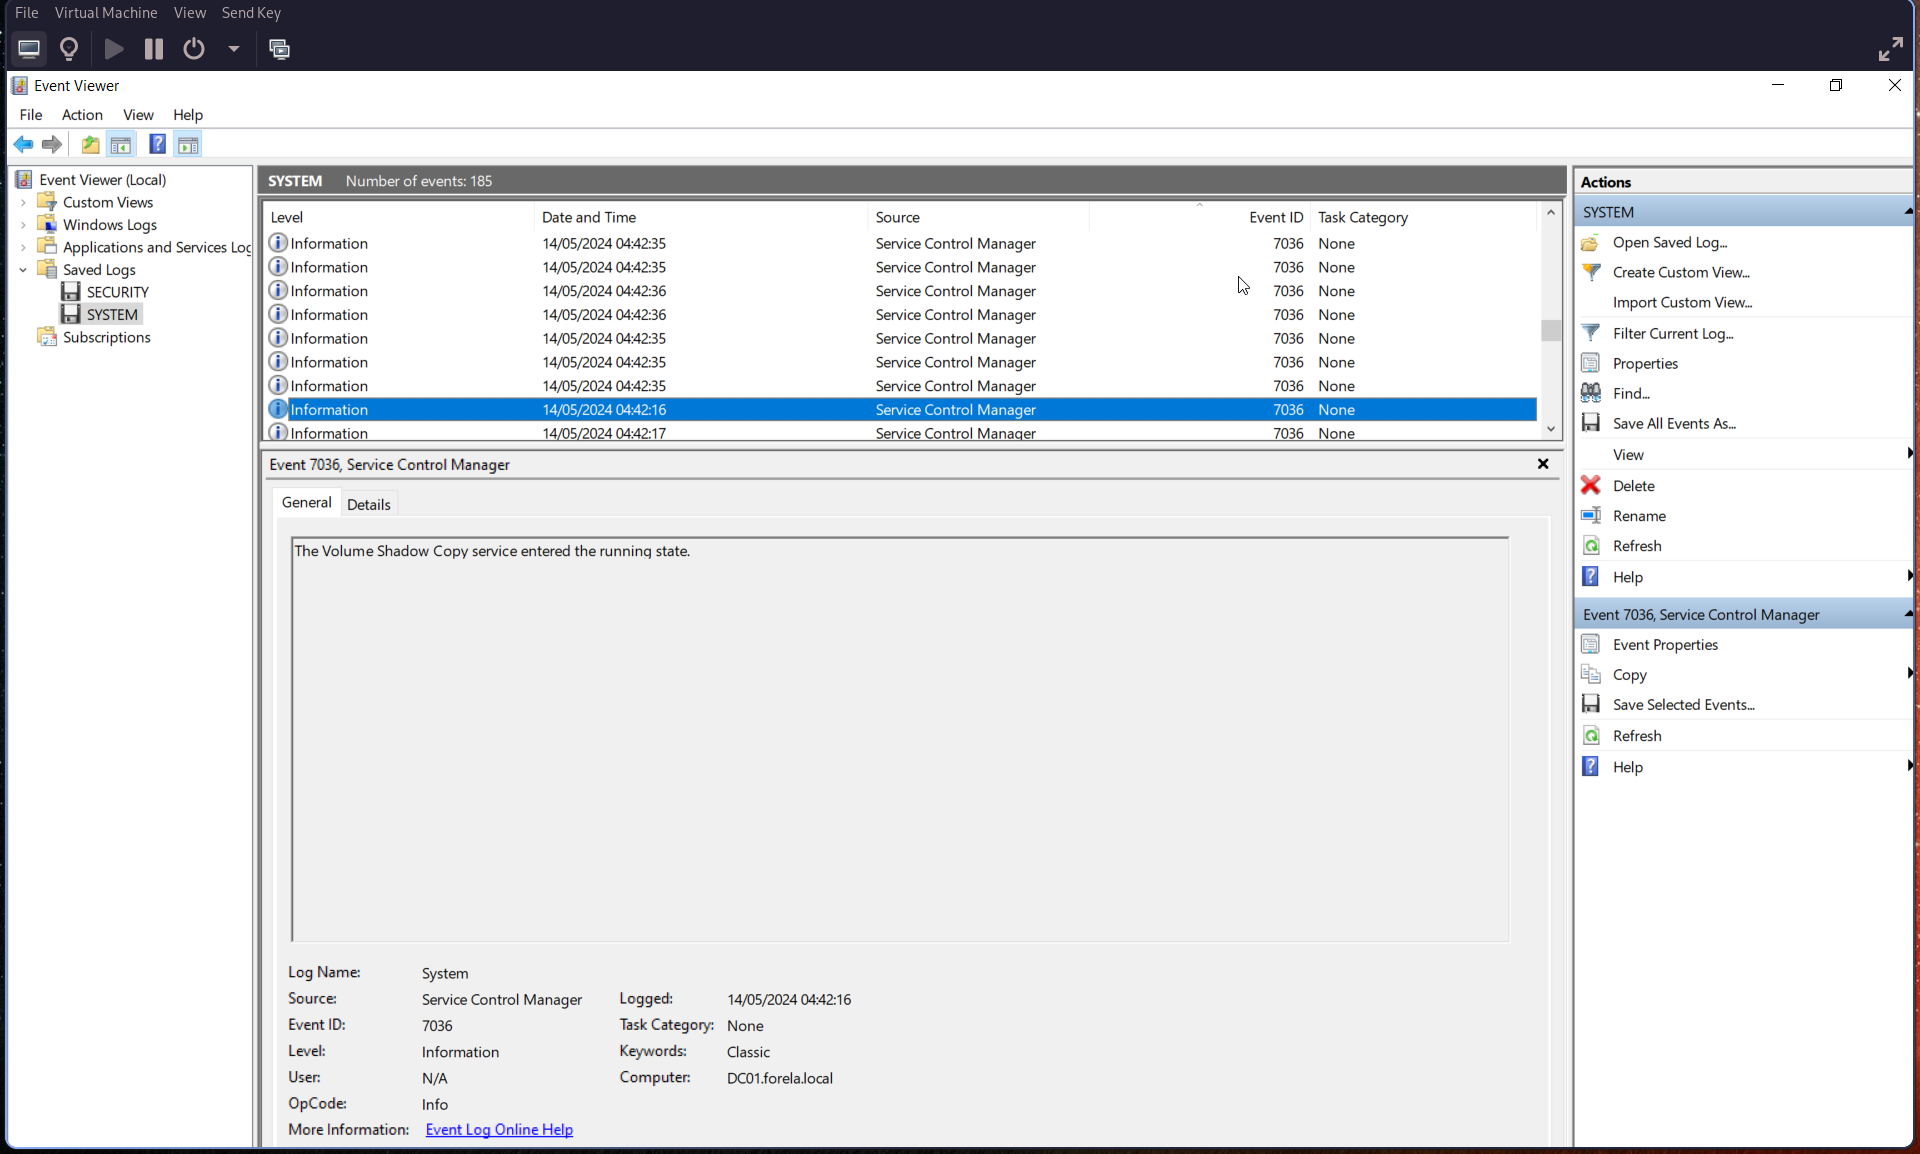 File Virtual Machine View Send Key
Event Viewer
File Action View Help
Event Viewer (Local)
Custom Views
Windows Logs
Applications and Services Log
Saved Logs
SECURITY
SYSTEM
Subscriptions
SYSTEM Number of events: 185
Level Date and Time Source Event ID Task Category
Information 14/05/2024 04:42:35 Service Control Manager 7036 None
Information 14/05/2024 04:42:35 Service Control Manager 7036 None
Information 14/05/2024 04:42:36 Service Control Manager 7036 None
Information 14/05/2024 04:42:36 Service Control Manager 7036 None
Information 14/05/2024 04:42:35 Service Control Manager 7036 None
Information 14/05/2024 04:42:35 Service Control Manager 7036 None
Information 14/05/2024 04:42:35 Service Control Manager 7036 None
Information 14/05/2024 04:42:16 Service Control Manager 7036 None
Information 14/05/2024 04:42:17 Service Control Manager 7036 None
Event 7036, Service Control Manager
General Details
The Volume Shadow Copy service entered the running state.
Log Name: System
Source: Service Control Manager Logged: 14/05/2024 04:42:16
Event ID: 7036 Task Category: None
Level: Information Keywords: Classic
User: N/A Computer: DC01.forela.local
OpCode: Info
More Information: Event Log Online Help
Actions
SYSTEM
Open Saved Log...
Create Custom View...
Import Custom View...
Filter Current Log...
Properties
Find...
Save All Events As...
View
Delete
Rename
Refresh
Help
Event 7036, Service Control Manager
Event Properties
Copy
Save Selected Events...
Refresh
Help